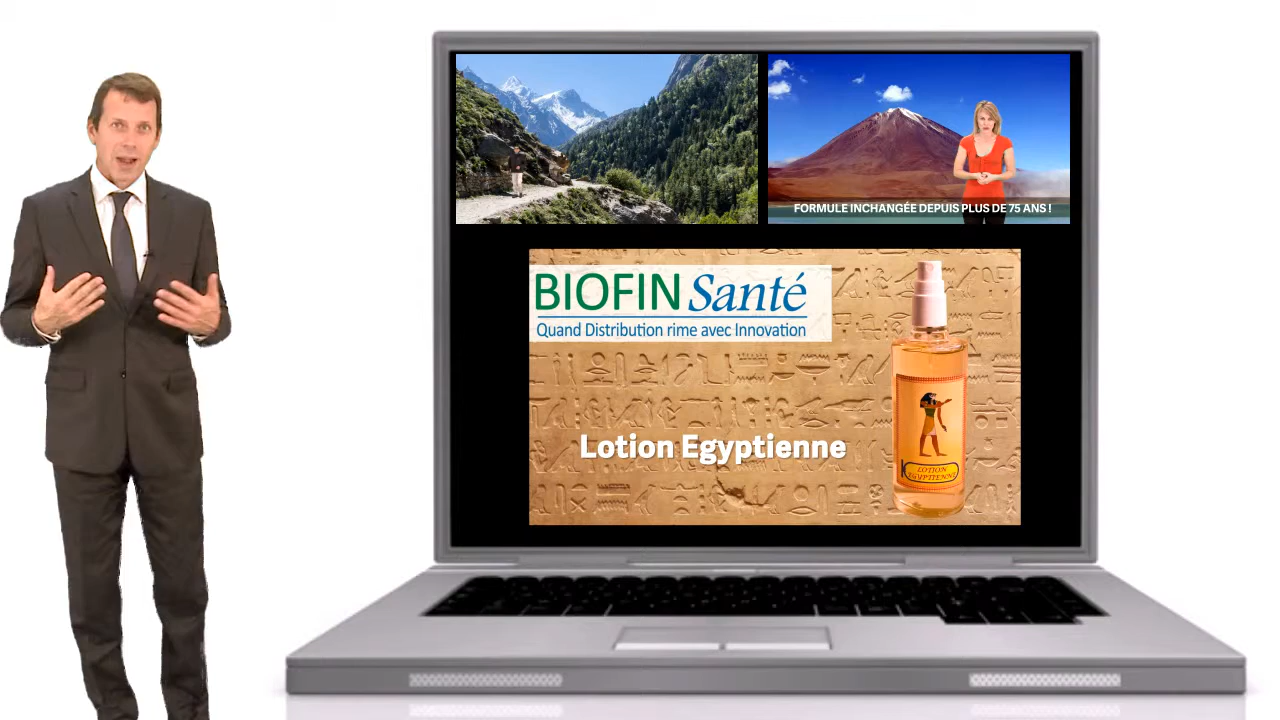 FORMULE INCHANGÉE DEPUIS PLUS DE 75 ANS !
BIOFIN Santé
Quand Distribution rime avec Innovation
Lotion Egyptienne
LOTION
EGYPTIENNE